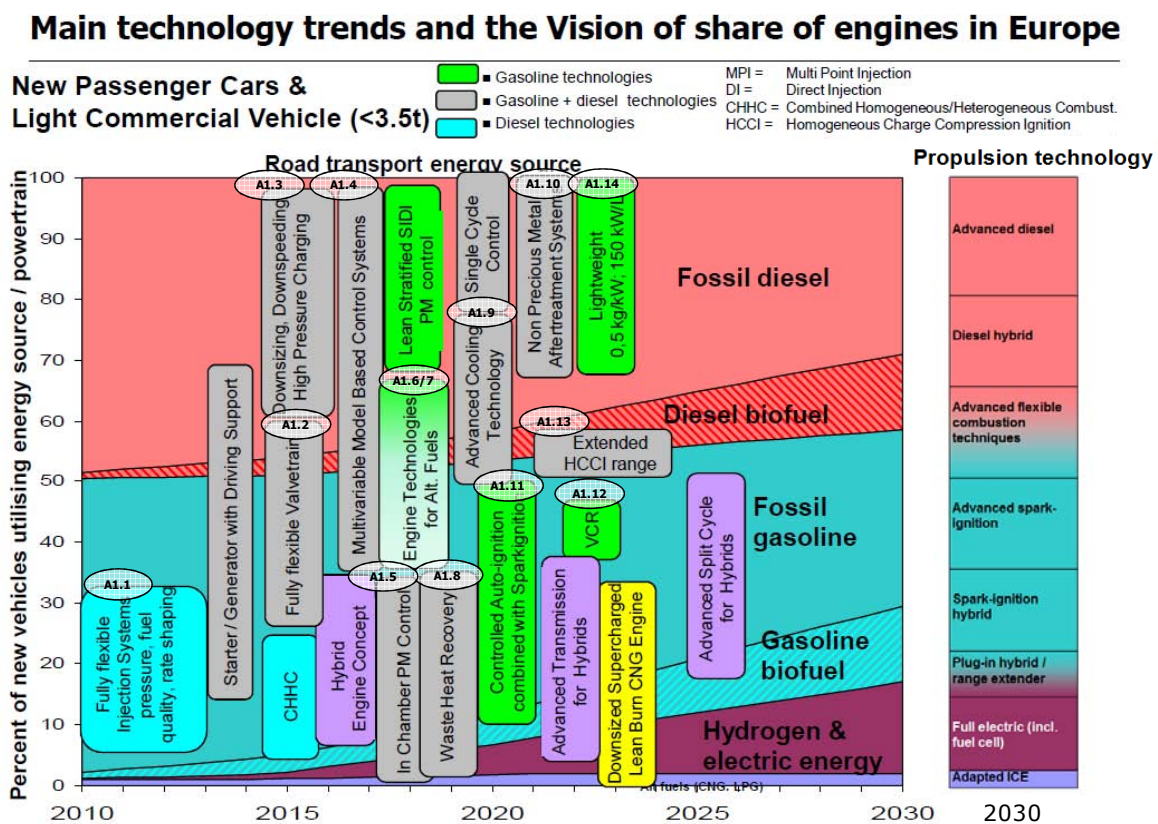 Main technology trends and the Vision of share of engines in Europe
New Passenger Cars &
Light Commercial Vehicle (<3.5t)
■ Gasoline technologies
■ Gasoline + diesel technologies
■ Diesel technologies
MPI = Multi Point Injection
DI = Direct Injection
CHHC = Combined Homogeneous/Heterogeneous Combust.
HCCI = Homogeneous Charge Compression Ignition
Road transport energy source
Propulsion technology
Percent of new vehicles utilising energy source / powertrain
100
90
80
70
60
50
40
30
20
10
0
2010
2015
2020
2025
2030
A1.1
Fully flexible
Injection Systems
pressure, fuel
quality, rate shaping
Starter / Generator with Driving Support
A1.3
Downsizing, Downspeeding
High Pressure Charging
A1.2
Fully flexible Valvetrain
CHHC
Hybrid
Engine Concept
A1.4
Multivariable Model Based Control Systems
Lean Stratified SIDI
PM control
A1.6/7
Engine Technologies
for Alt. Fuels
A1.5
In Chamber PM Control
A1.8
Waste Heat Recovery
Single Cycle
Control
A1.9
Advanced Cooling
Technology
A1.11
Controlled Auto-ignition
combined with Sparkignition
A1.10
Non Precious Metal
Aftertreatment System
A1.14
Lightweight
0,5 kg/kW; 150 kW/L
A1.13
Extended
HCCI range
A1.12
VCR
Advanced Transmission
for Hybrids
Downsized Supercharged
Lean Burn CNG Engine
Advanced Split Cycle
for Hybrids
Fossil diesel
Diesel biofuel
Fossil
gasoline
Gasoline
biofuel
Hydrogen &
electric energy
fuels (CNG. LPG)
Advanced diesel
Diesel hybrid
Advanced flexible
combustion
techniques
Advanced spark-
ignition
Spark-ignition
hybrid
Plug-in hybrid /
range extender
Full electric (incl.
fuel cell)
Adapted ICE
2030